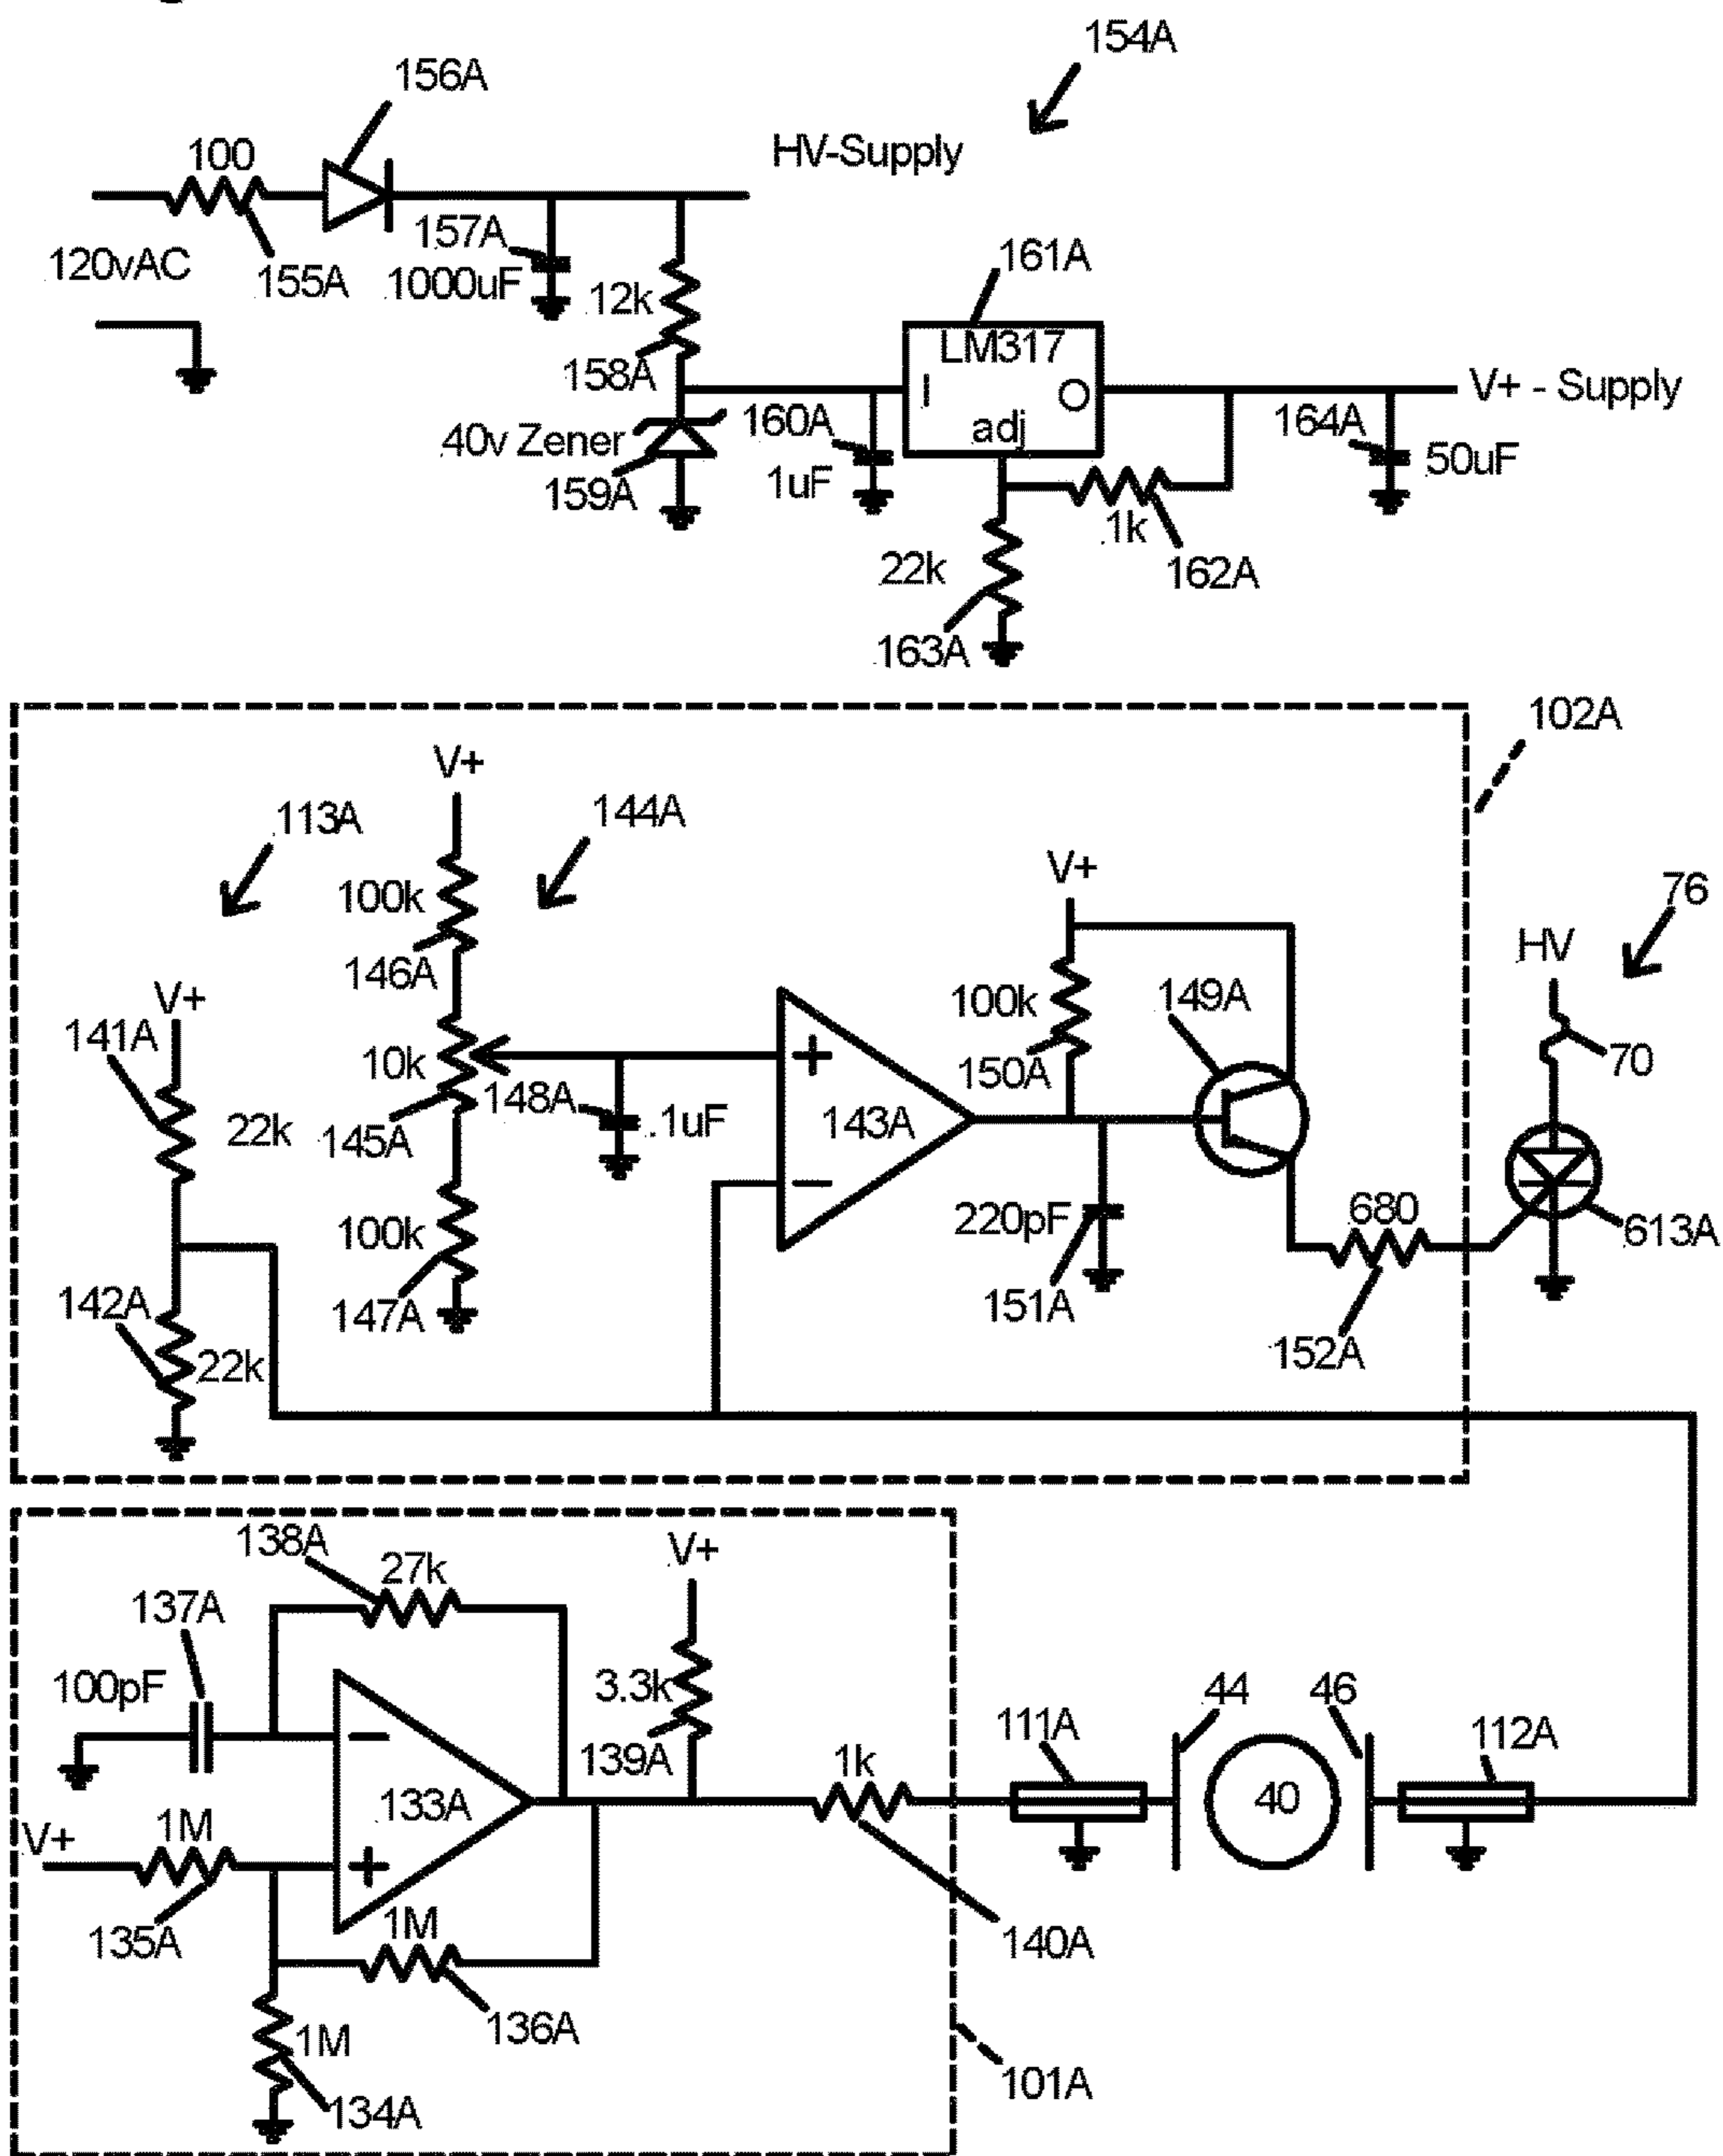 154A
156A
100
HV-Supply
120vAC
155A
157A
1000uF
12k
158A
161A
LM317
I
O
adj
V+ - Supply
40v Zener
159A
160A
1uF
164A
50uF
1k
162A
22k
163A
102A
V+
113A
144A
100k
146A
V+
76
HV
V+
141A
22k
10k
145A
148A
.1uF
+
143A
−
100k
150A
149A
70
100k
147A
142A
22k
220pF
151A
680
152A
613A
138A
27k
V+
137A
100pF
3.3k
139A
−
133A
+
1k
111A
44
46
112A
40
V+
1M
135A
1M
136A
140A
1M
134A
101A